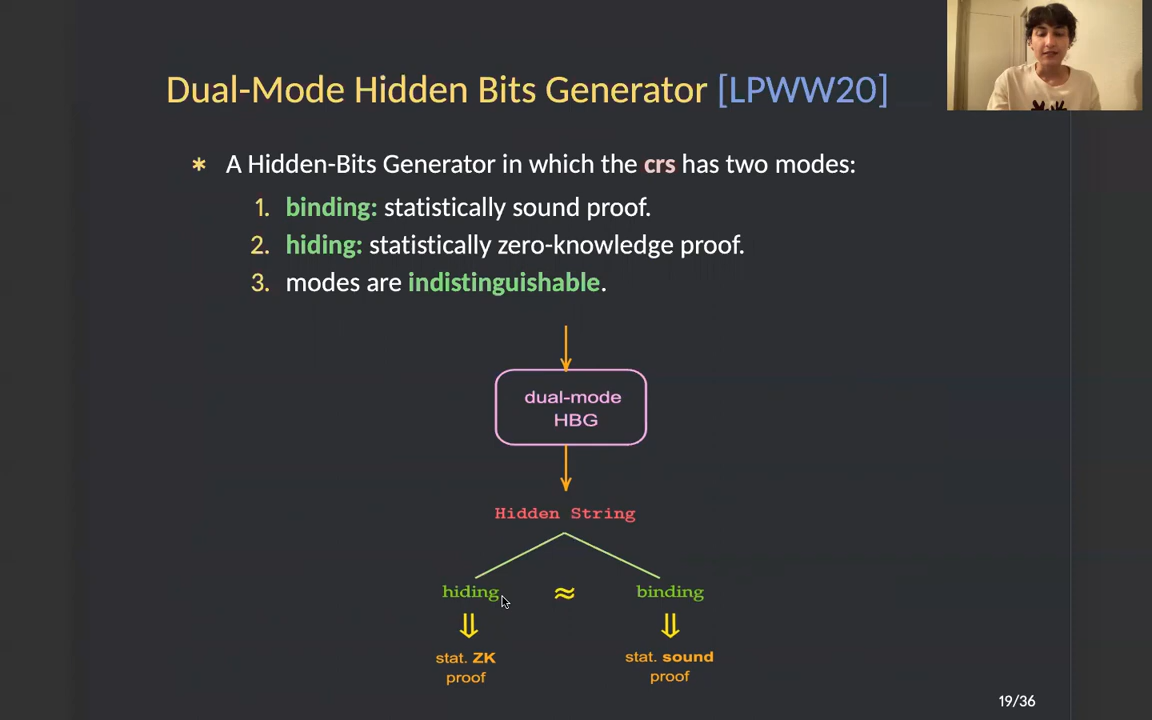 Dual-Mode Hidden Bits Generator [LPWW20]
* A Hidden-Bits Generator in which the crs has two modes:
1. binding: statistically sound proof.
2. hiding: statistically zero-knowledge proof.
3. modes are indistinguishable.
dual-mode
HBG
Hidden String
hiding ≈ binding
⇓ ⇓
stat. ZK stat. sound
proof proof
19/36